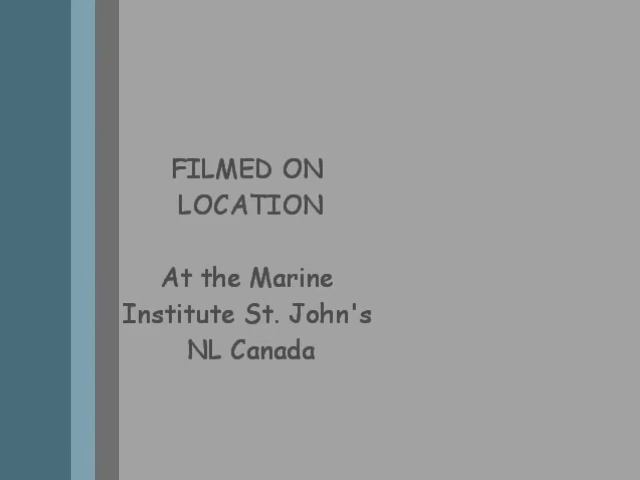 FILMED ON
LOCATION
At the Marine
Institute St. John's
NL Canada